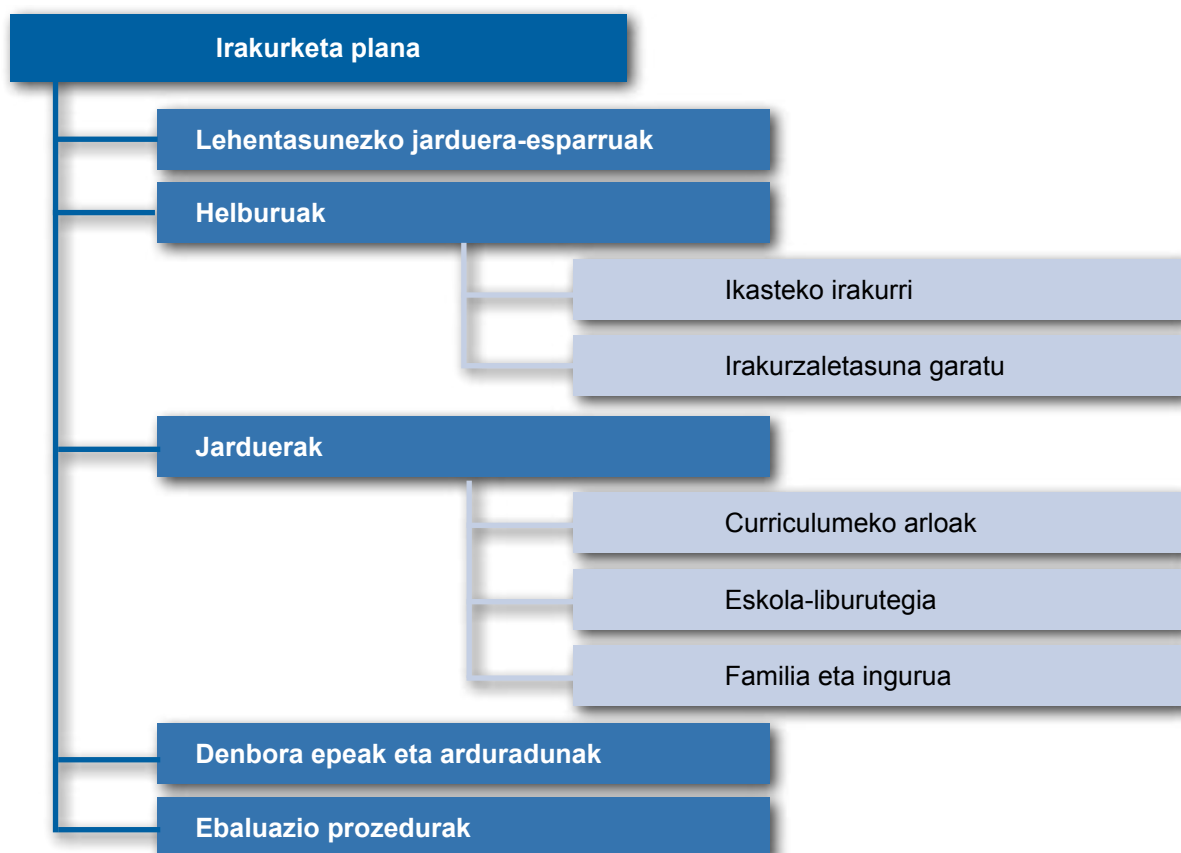 Irakurketa plana
Lehentasunezko jarduera-esparruak
Helburuak
Ikasteko irakurri
Irakurzaletasuna garatu
Jarduerak
Curriculumeko arloak
Eskola-liburutegia
Familia eta ingurua
Denbora epeak eta arduradunak
Ebaluazio prozedurak